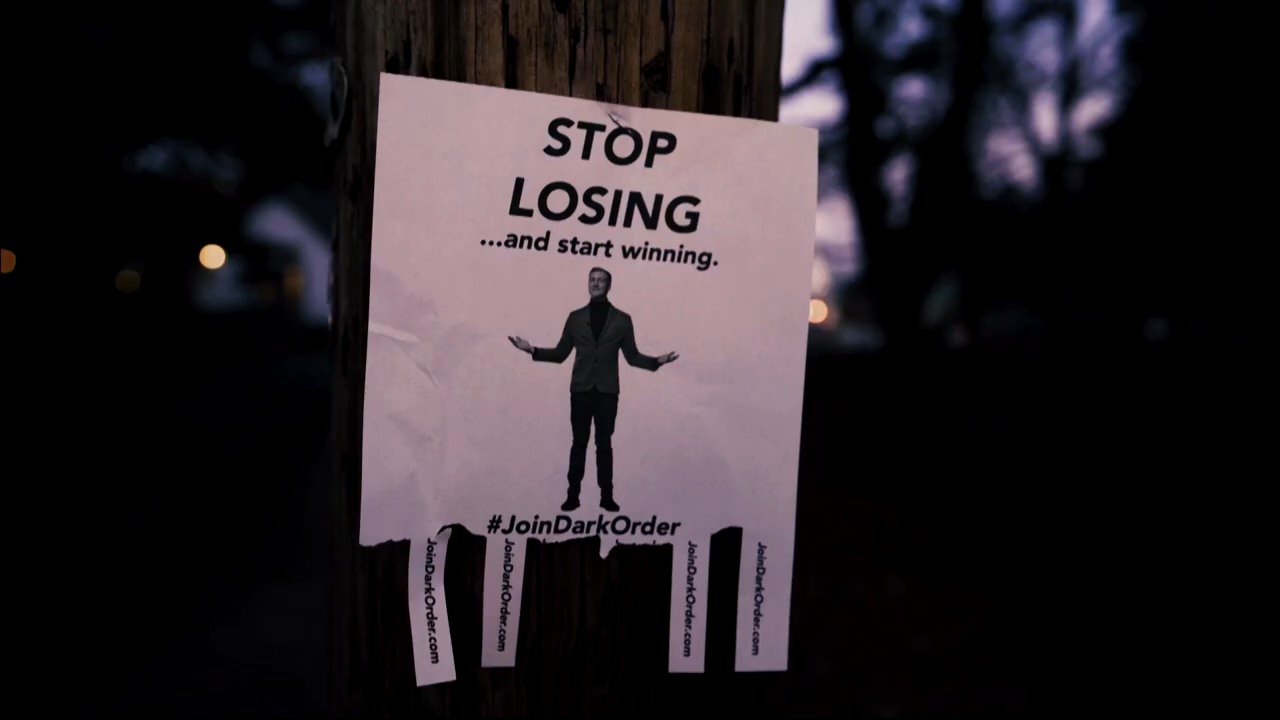 STOP
LOSING
...and start winning.
#JoinDarkOrder
JoinDarkOrder.com
JoinDarkOrder.com
JoinDarkOrder.com
JoinDarkOrder.com